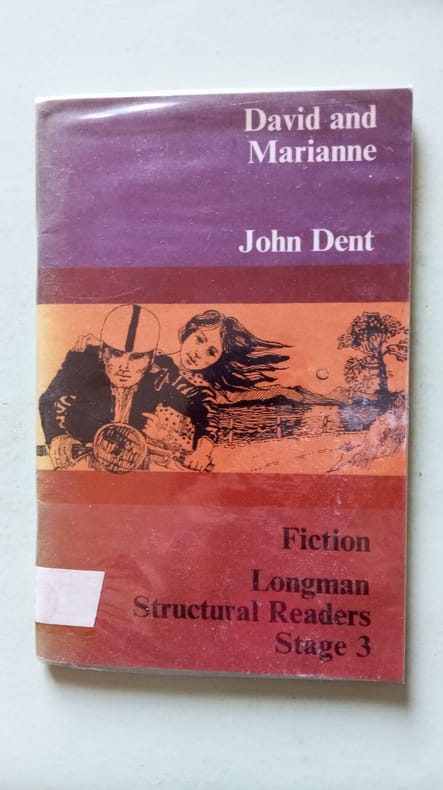 David and
Marianne
John Dent
Fiction
Longman
Structural Readers
Stage 3